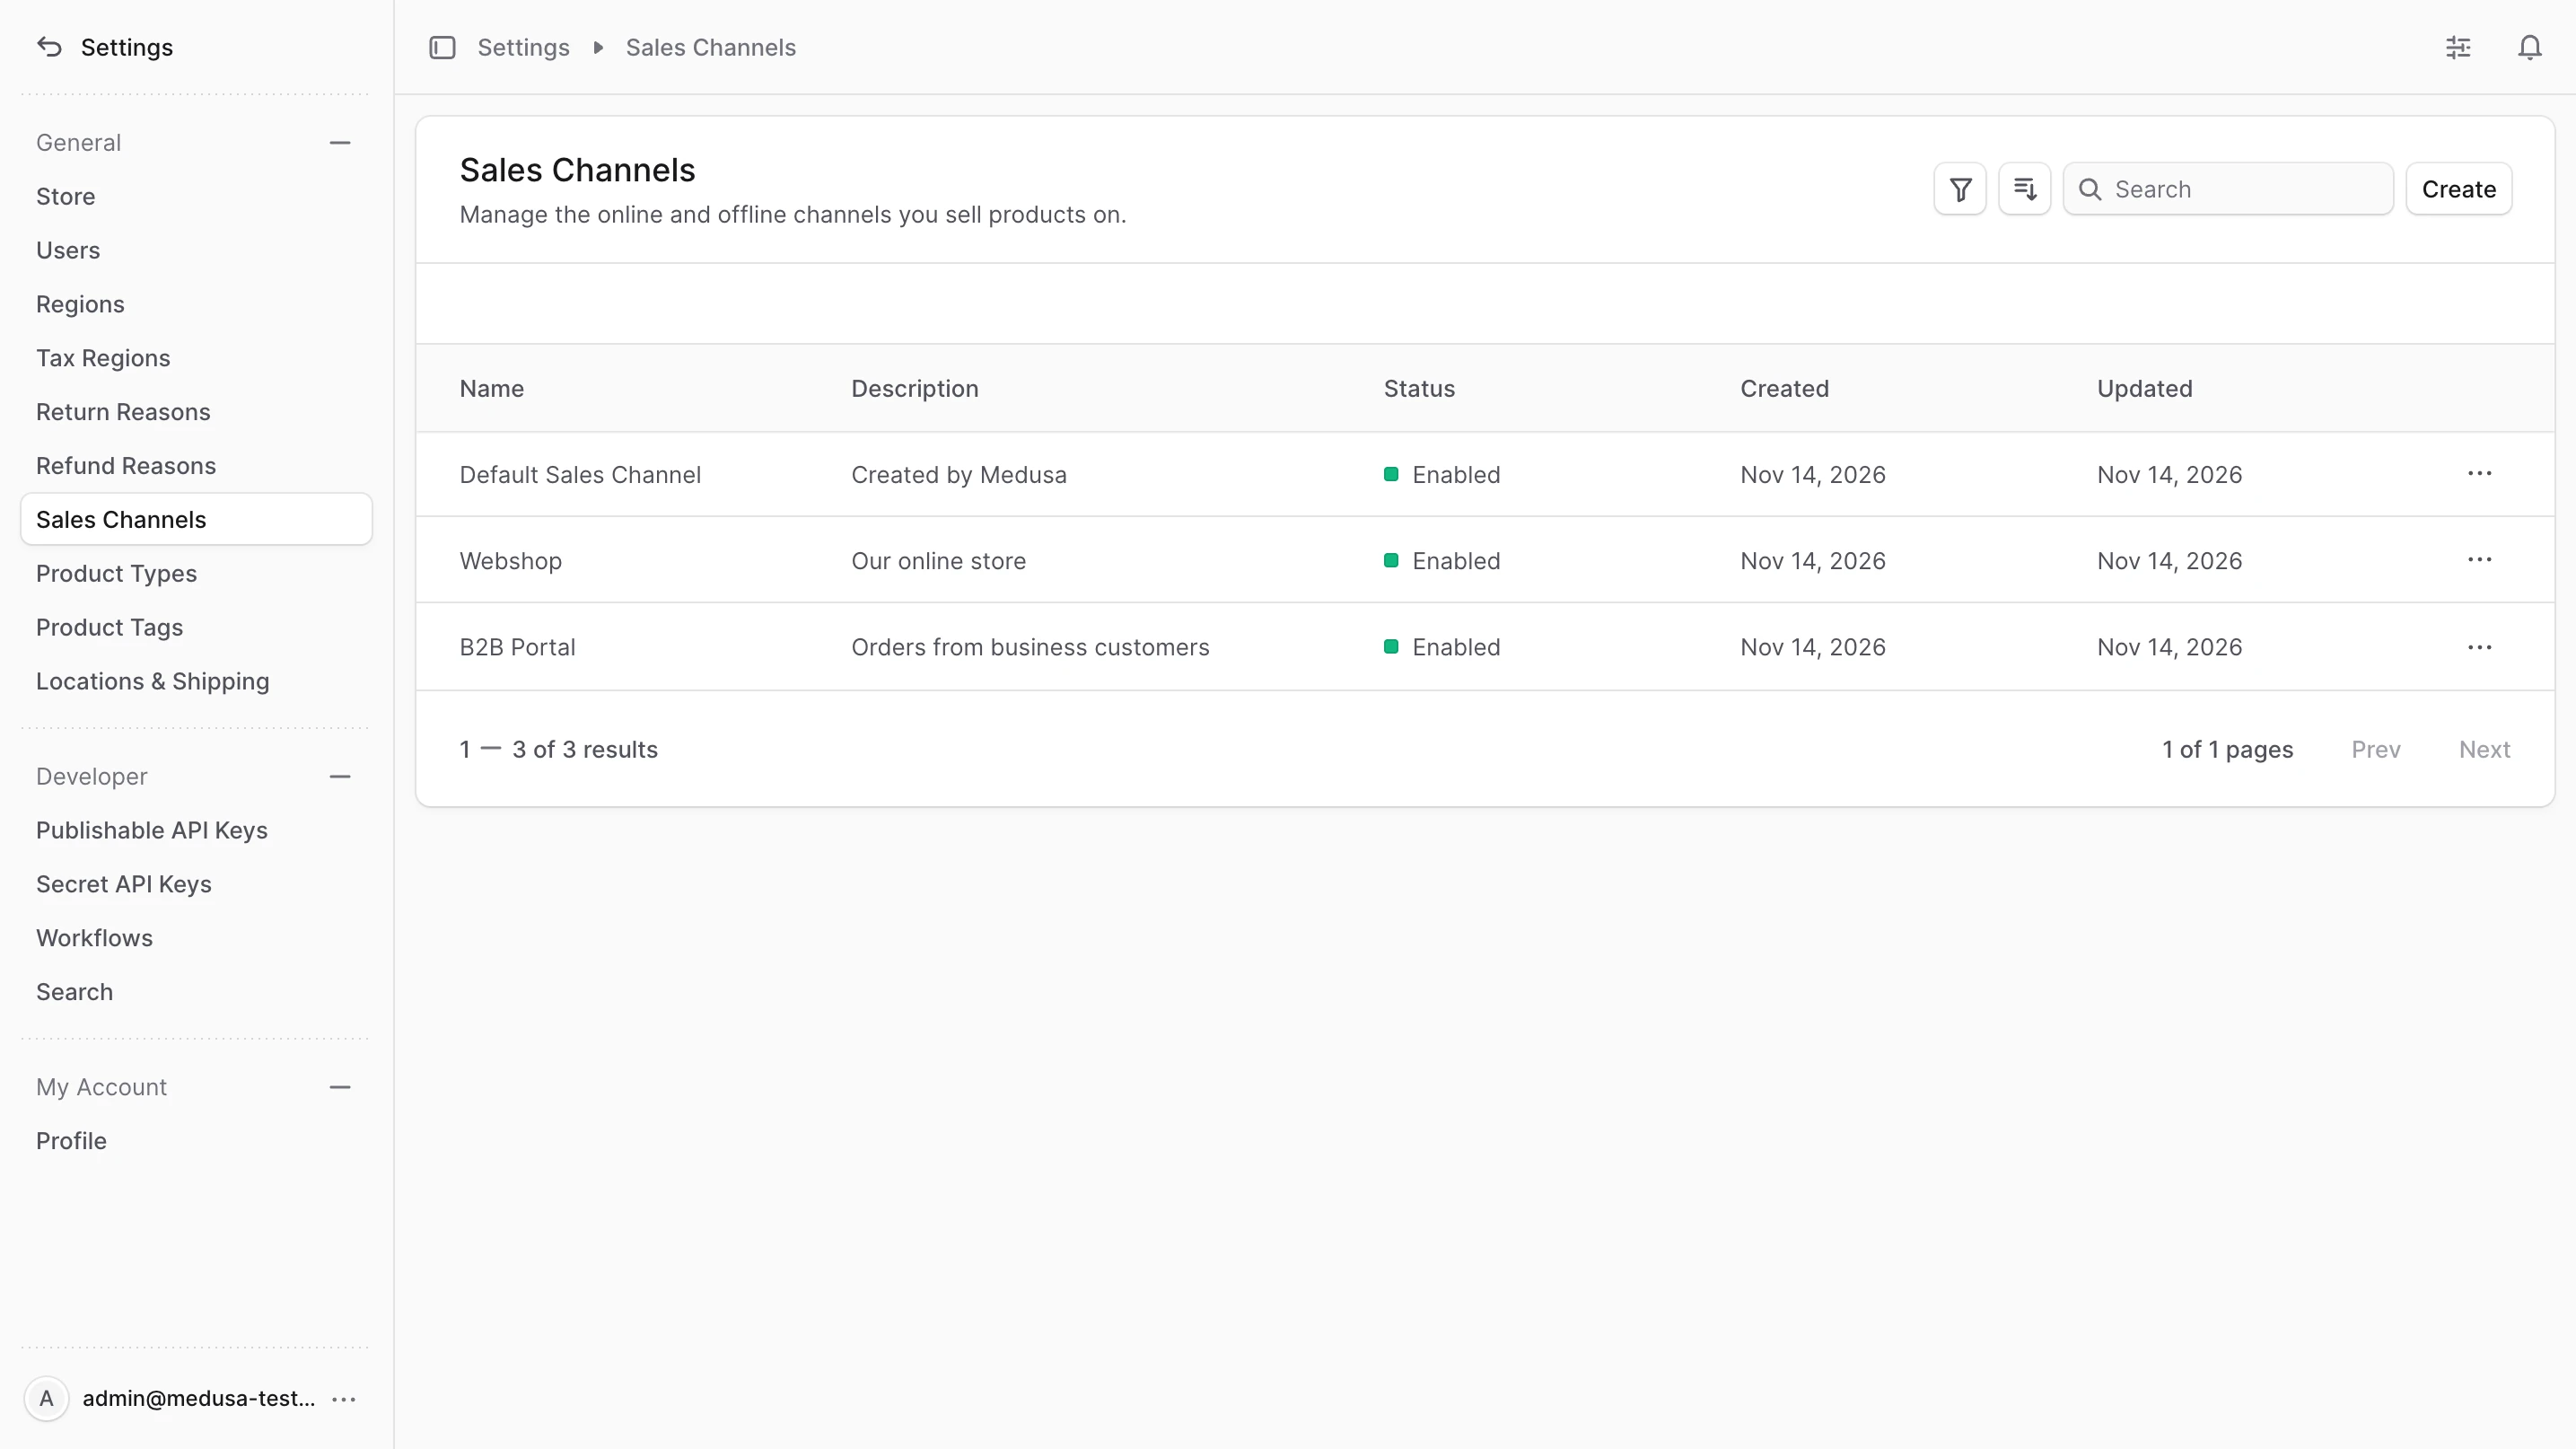 Settings
General
Store
Users
Regions
Tax Regions
Return Reasons
Refund Reasons
Sales Channels
Product Types
Product Tags
Locations & Shipping
Developer
Publishable API Keys
Secret API Keys
Workflows
Search
My Account
Profile
A admin@medusa-test...
Settings Sales Channels
Sales Channels
Manage the online and offline channels you sell products on.
Search
Create
Name Description Status Created Updated
Default Sales Channel Created by Medusa Enabled Nov 14, 2026 Nov 14, 2026
Webshop Our online store Enabled Nov 14, 2026 Nov 14, 2026
B2B Portal Orders from business customers Enabled Nov 14, 2026 Nov 14, 2026
1 — 3 of 3 results 1 of 1 pages Prev Next